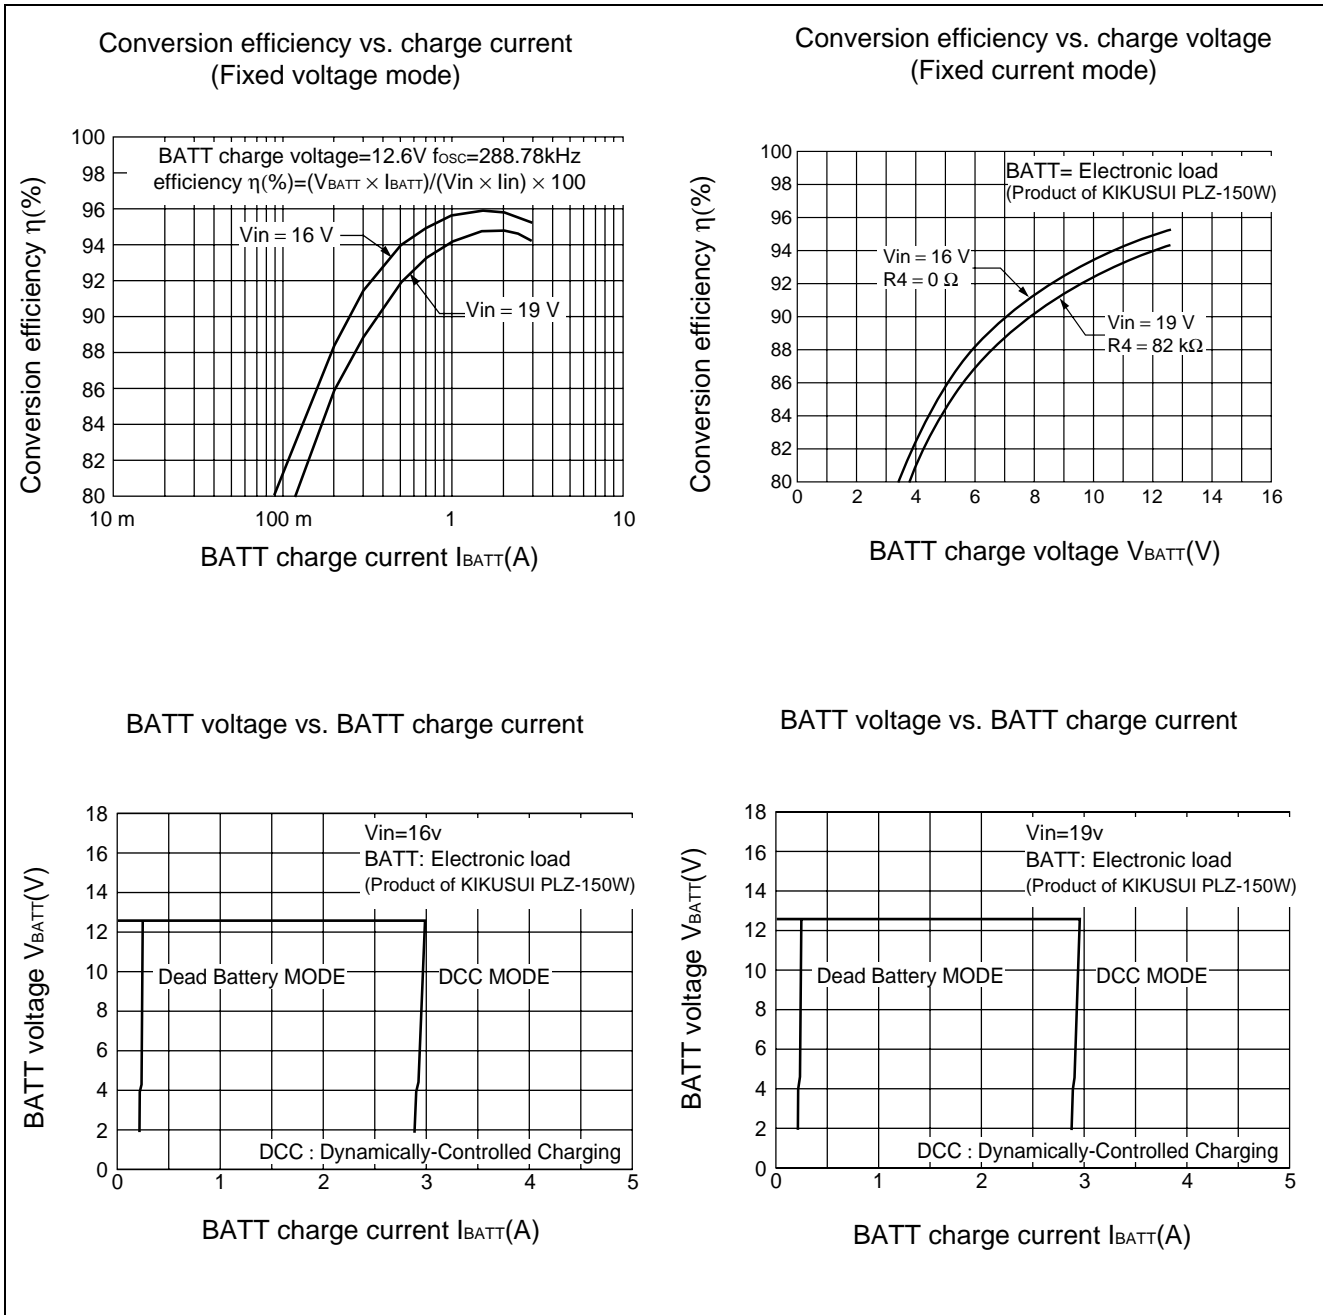 Conversion efficiency vs. charge current
(Fixed voltage mode)
Conversion efficiency η(%)
100
98
96
94
92
90
88
86
84
82
80
BATT charge voltage=12.6V fOSC=288.78kHz
efficiency η(%)=(VBATT × IBATT)/(Vin × Iin) × 100
Vin = 16 V
Vin = 19 V
10 m
100 m
1
10
BATT charge current IBATT(A)
Conversion efficiency vs. charge voltage
(Fixed current mode)
Conversion efficiency η(%)
100
98
96
94
92
90
88
86
84
82
80
BATT= Electronic load
(Product of KIKUSUI PLZ-150W)
Vin = 16 V
R4 = 0 Ω
Vin = 19 V
R4 = 82 kΩ
0
2
4
6
8
10
12
14
16
BATT charge voltage VBATT(V)
BATT voltage vs. BATT charge current
BATT voltage VBATT(V)
18
16
14
12
10
8
6
4
2
0
Vin=16v
BATT: Electronic load
(Product of KIKUSUI PLZ-150W)
Dead Battery MODE
DCC MODE
DCC : Dynamically-Controlled Charging
0
1
2
3
4
5
BATT charge current IBATT(A)
BATT voltage vs. BATT charge current
BATT voltage VBATT(V)
18
16
14
12
10
8
6
4
2
0
Vin=19v
BATT: Electronic load
(Product of KIKUSUI PLZ-150W)
Dead Battery MODE
DCC MODE
DCC : Dynamically-Controlled Charging
0
1
2
3
4
5
BATT charge current IBATT(A)